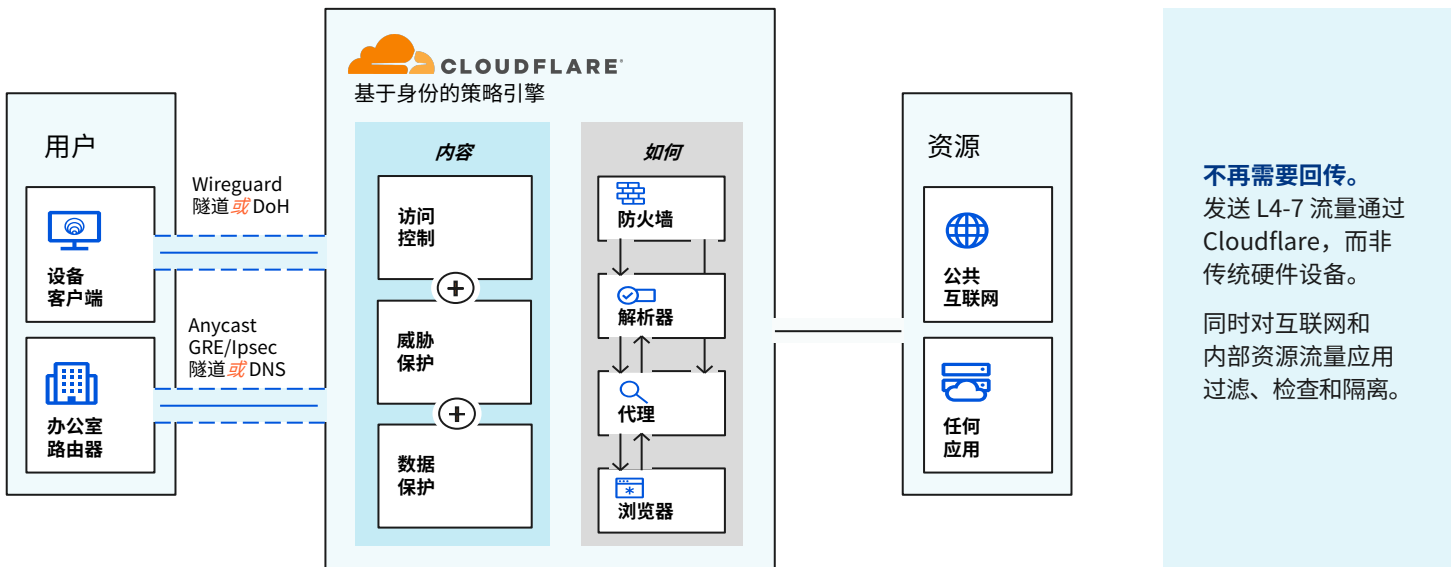 CLOUDFLARE
基于身份的策略引擎
用户
设备
客户端
办公室
路由器
Wireguard
隧道或 DoH
Anycast
GRE/Ipsec
隧道或 DNS
内容
访问
控制
威胁
保护
数据
保护
如何
防火墙
解析器
代理
浏览器
资源
公共
互联网
任何
应用
不再需要回传。
发送 L4-7 流量通过
Cloudflare，而非
传统硬件设备。
同时对互联网和
内部资源流量应用
过滤、检查和隔离。